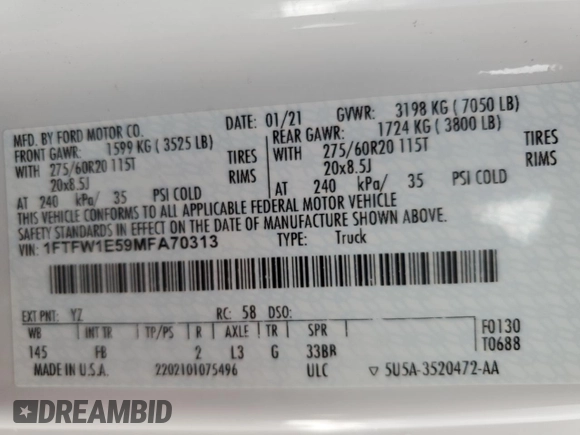 MFD. BY FORD MOTOR CO. DATE: 01/21 GVWR: 3198 KG ( 7050 LB)
FRONT GAWR: 1599 KG ( 3525 LB) REAR GAWR: 1724 KG ( 3800 LB)
WITH 275/60R20 115T TIRES WITH 275/60R20 115T TIRES
20x8.5J RIMS 20x8.5J RIMS
AT 240 kPa/ 35 PSI COLD AT 240 kPa/ 35 PSI COLD
THIS VEHICLE CONFORMS TO ALL APPLICABLE FEDERAL MOTOR VEHICLE
SAFETY STANDARDS IN EFFECT ON THE DATE OF MANUFACTURE SHOWN ABOVE.
VIN: 1FTFW1E59MFA70313 TYPE: Truck
EXT PNT: YZ RC: 58 DSO:
WB INT TR TP/PS R AXLE TR SPR F0130
145 FB 2 L3 G 33BR T0688
MADE IN U.S.A. 2202101075496 ULC ▽ 5U5A-3520472-AA
DREAMBID